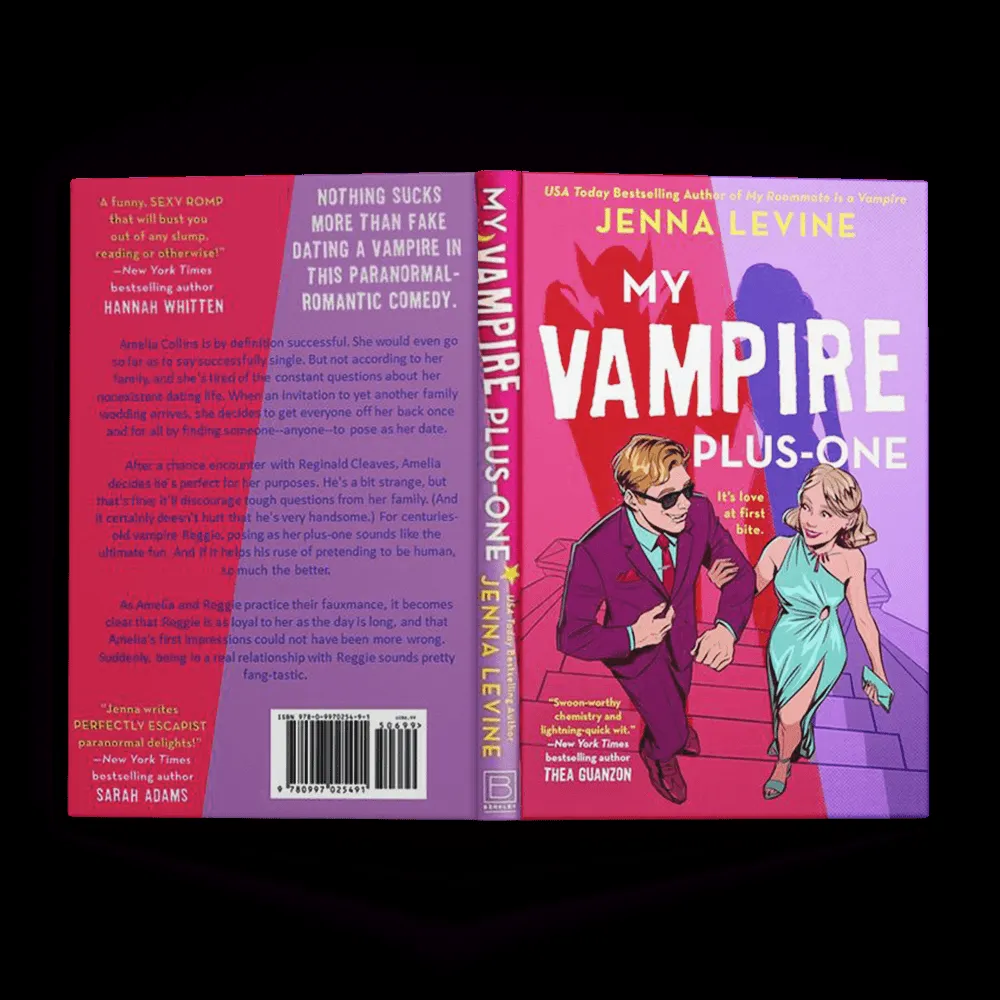 A funny, SEXY ROMP
that will bust you
out of any slump,
reading or otherwise!"
—New York Times
bestselling author
HANNAH WHITTEN
NOTHING SUCKS
MORE THAN FAKE
DATING A VAMPIRE IN
THIS PARANORMAL-
ROMANTIC COMEDY.
Amelia Collins is by definition successful. She would even go
so far as to say successfully single. But not according to her
family, and she's tired of the constant questions about her
nonexistent dating life. When an invitation to yet another family
wedding arrives, she decides to get everyone off her back once
and for all by finding someone--anyone--to pose as her date.
After a chance encounter with Reginald Cleaves, Amelia
decides he's perfect for her purposes. He's a bit strange, but
that's fine; it'll discourage tough questions from her family. (And
it certainly doesn't hurt that he's very handsome.) For centuries-
old vampire Reggie, posing as her plus-one sounds like the
ultimate fun. And if it helps his ruse of pretending to be human,
so much the better.
As Amelia and Reggie practice their fauxmance, it becomes
clear that Reggie is as loyal to her as the day is long, and that
Amelia's first impressions could not have been more wrong.
Suddenly, being in a real relationship with Reggie sounds pretty
fang-tastic.
"Jenna writes
PERFECTLY ESCAPIST
paranormal delights!"
—New York Times
bestselling author
SARAH ADAMS
ISBN 978-0-9970254-9-1
50699>
9 780997 025491
MY VAMPIRE PLUS-ONE
USA Today Bestselling Author
JENNA LEVINE
B
BERKLEY
USA Today Bestselling Author of My Roommate Is a Vampire
JENNA LEVINE
MY
VAMPIRE
PLUS-ONE
It's love
at first
bite.
"Swoon-worthy
chemistry and
lightning-quick wit."
—New York Times
bestselling author
THEA GUANZON